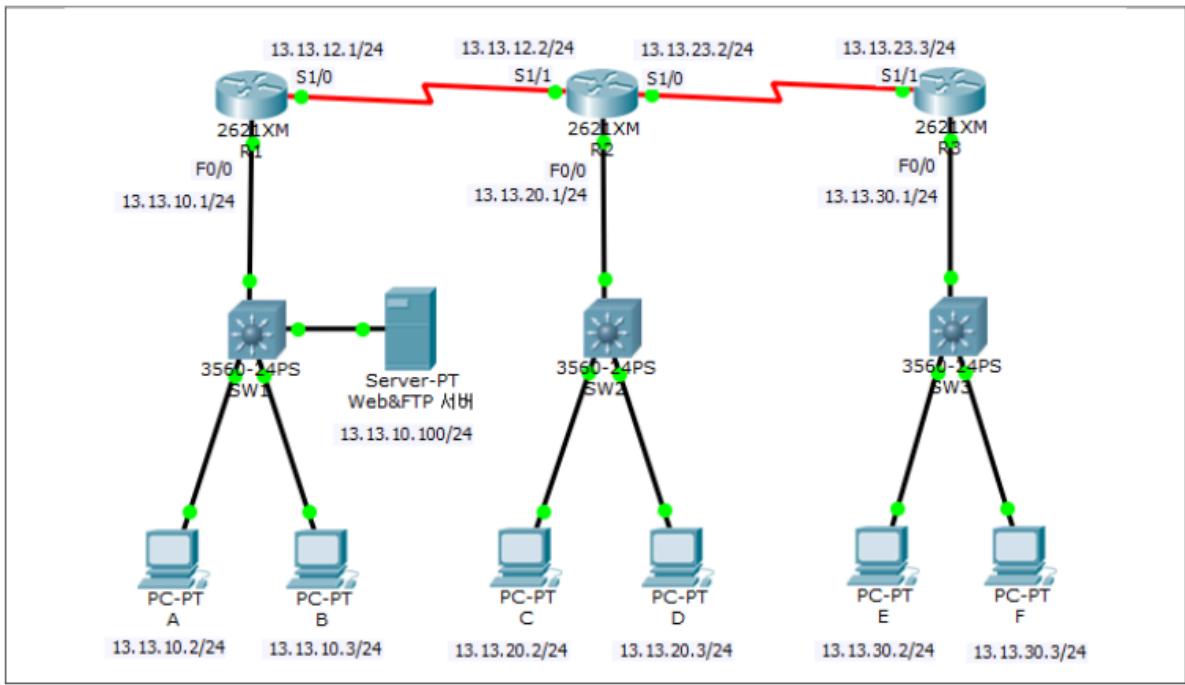 13.13.12.1/24
13.13.12.2/24
13.13.23.2/24
13.13.23.3/24
S1/0
S1/1
S1/0
S1/1
2621XM
R1
2621XM
R2
2621XM
R3
F0/0
13.13.10.1/24
F0/0
13.13.20.1/24
F0/0
13.13.30.1/24
3560-24PS
SW1
Server-PT
Web&FTP 서버
13.13.10.100/24
3560-24PS
SW2
3560-24PS
SW3
PC-PT
A
13.13.10.2/24
PC-PT
B
13.13.10.3/24
PC-PT
C
13.13.20.2/24
PC-PT
D
13.13.20.3/24
PC-PT
E
13.13.30.2/24
PC-PT
F
13.13.30.3/24